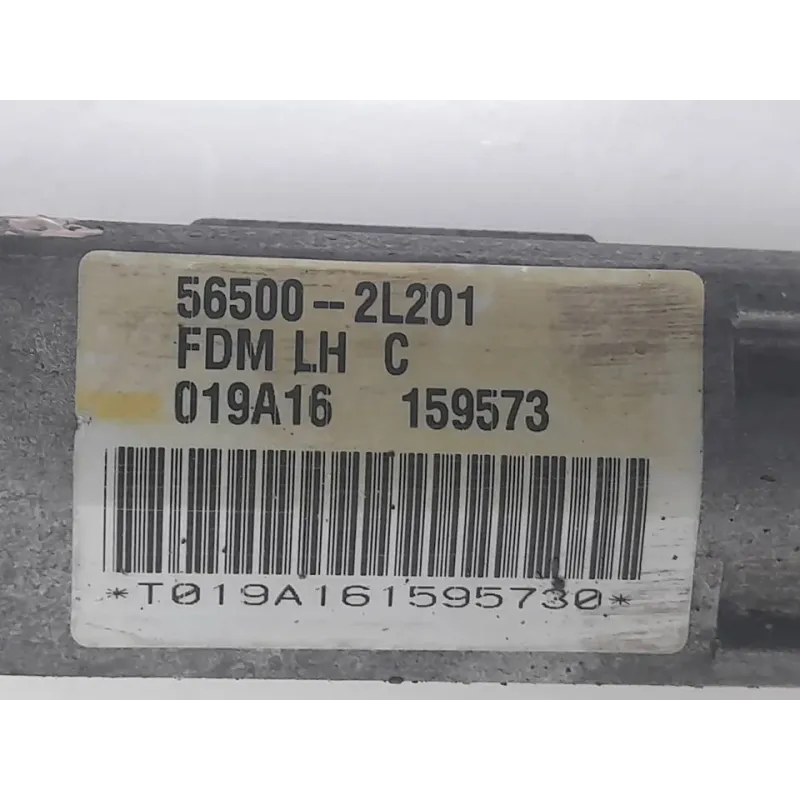 56500--2L201
FDM LH C
019A16 159573
*T019A161595730*